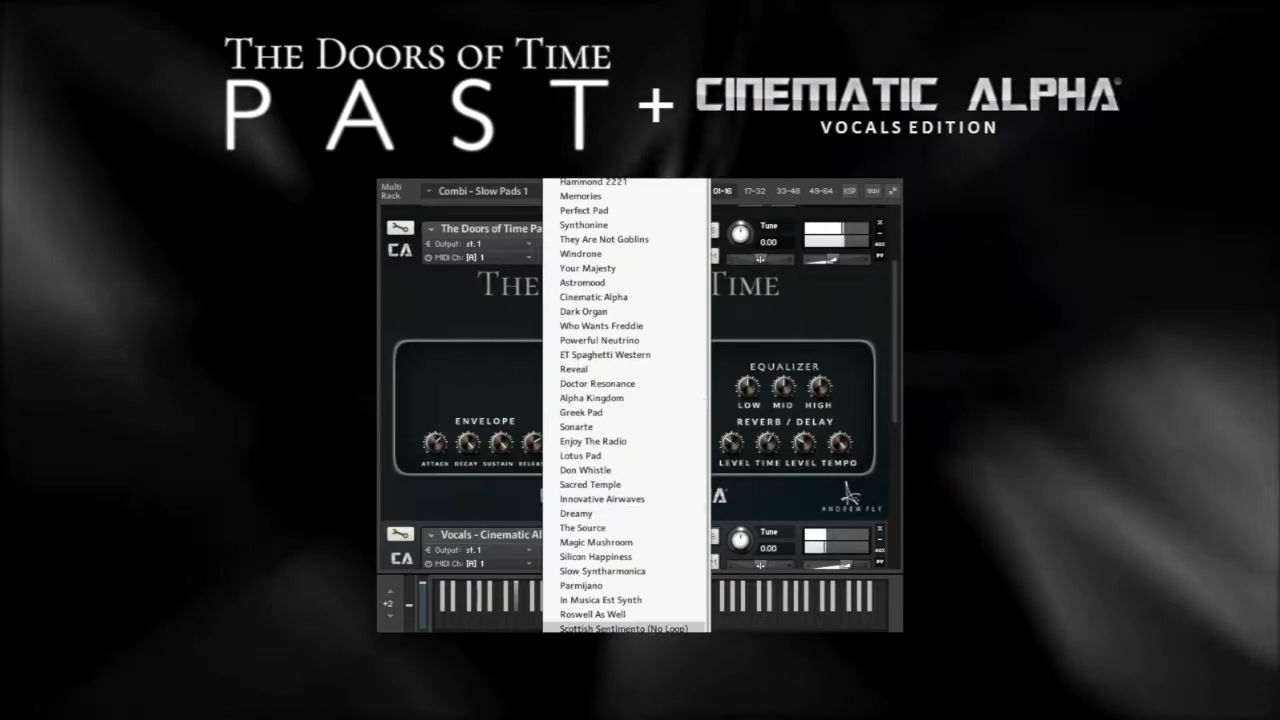 THE DOORS OF TIME
PAST
+
CINEMATIC ALPHA®
VOCALS EDITION
Multi
Rack
Combi - Slow Pads 1
01-16
17-32
33-48
49-64
KSP
The Doors of Time Pa
Output: st. 1
MIDI Ch: [A] 1
CA
Tune
0.00
THE
TIME
Hammond 2221
Memories
Perfect Pad
Synthonine
They Are Not Goblins
Windrone
Your Majesty
Astromood
Cinematic Alpha
Dark Organ
Who Wants Freddie
Powerful Neutrino
ET Spaghetti Western
Reveal
Doctor Resonance
Alpha Kingdom
Greek Pad
Sonarte
Enjoy The Radio
Lotus Pad
Don Whistle
Sacred Temple
Innovative Airwaves
Dreamy
The Source
Magic Mushroom
Silicon Happiness
Slow Syntharmonica
Parmijano
In Musica Est Synth
Roswell As Well
Scottish Sentimento (No Loop)
ENVELOPE
ATTACK DECAY SUSTAIN RELEA
EQUALIZER
LOW MID HIGH
REVERB / DELAY
LEVEL TIME LEVEL TEMPO
ANDREW FLY
Vocals - Cinematic Al
Output: st. 1
MIDI Ch: [A] 1
CA
Tune
0.00
+2